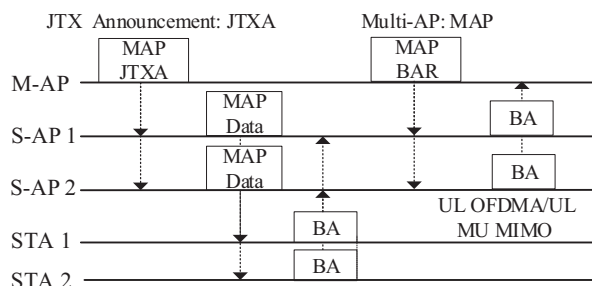 JTX Announcement: JTXA
Multi-AP: MAP
MAP
JTXA
MAP
BAR
M-AP
MAP
Data
BA
S-AP 1
MAP
Data
BA
S-AP 2
UL OFDMA/UL
MU MIMO
BA
STA 1
BA
STA 2